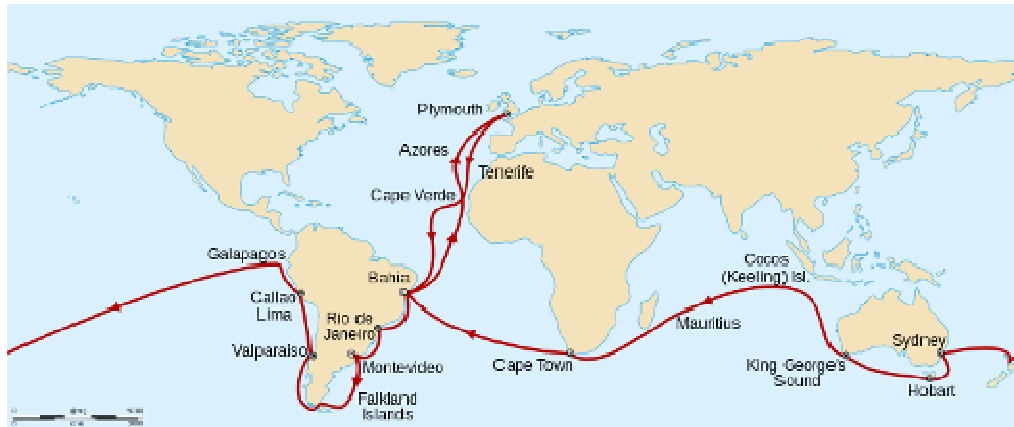 Plymouth
Azores
Tenerife
Cape Verde
Galapagos
Bahia
Callao
Lima
Rio de
Janeiro
Valparaiso
Montevideo
Falkland
Islands
Cape Town
Mauritius
Cocos
(Keeling) Isl.
Sydney
King George's
Sound
Hobart